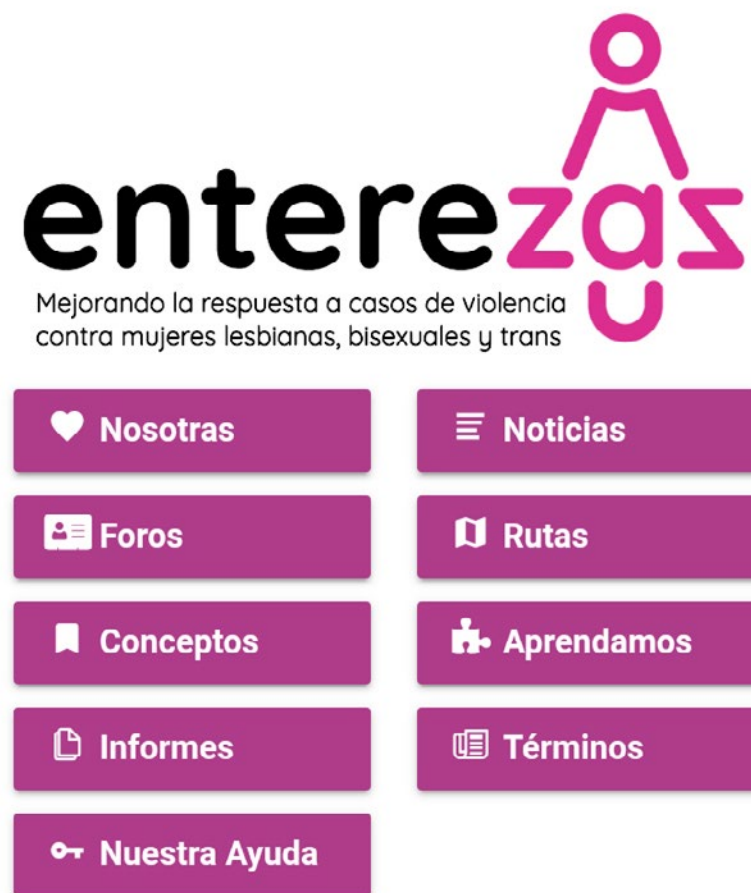 enterezas
Mejorando la respuesta a casos de violencia
contra mujeres lesbianas, bisexuales y trans
Nosotras
Noticias
Foros
Rutas
Conceptos
Aprendamos
Informes
Términos
Nuestra Ayuda